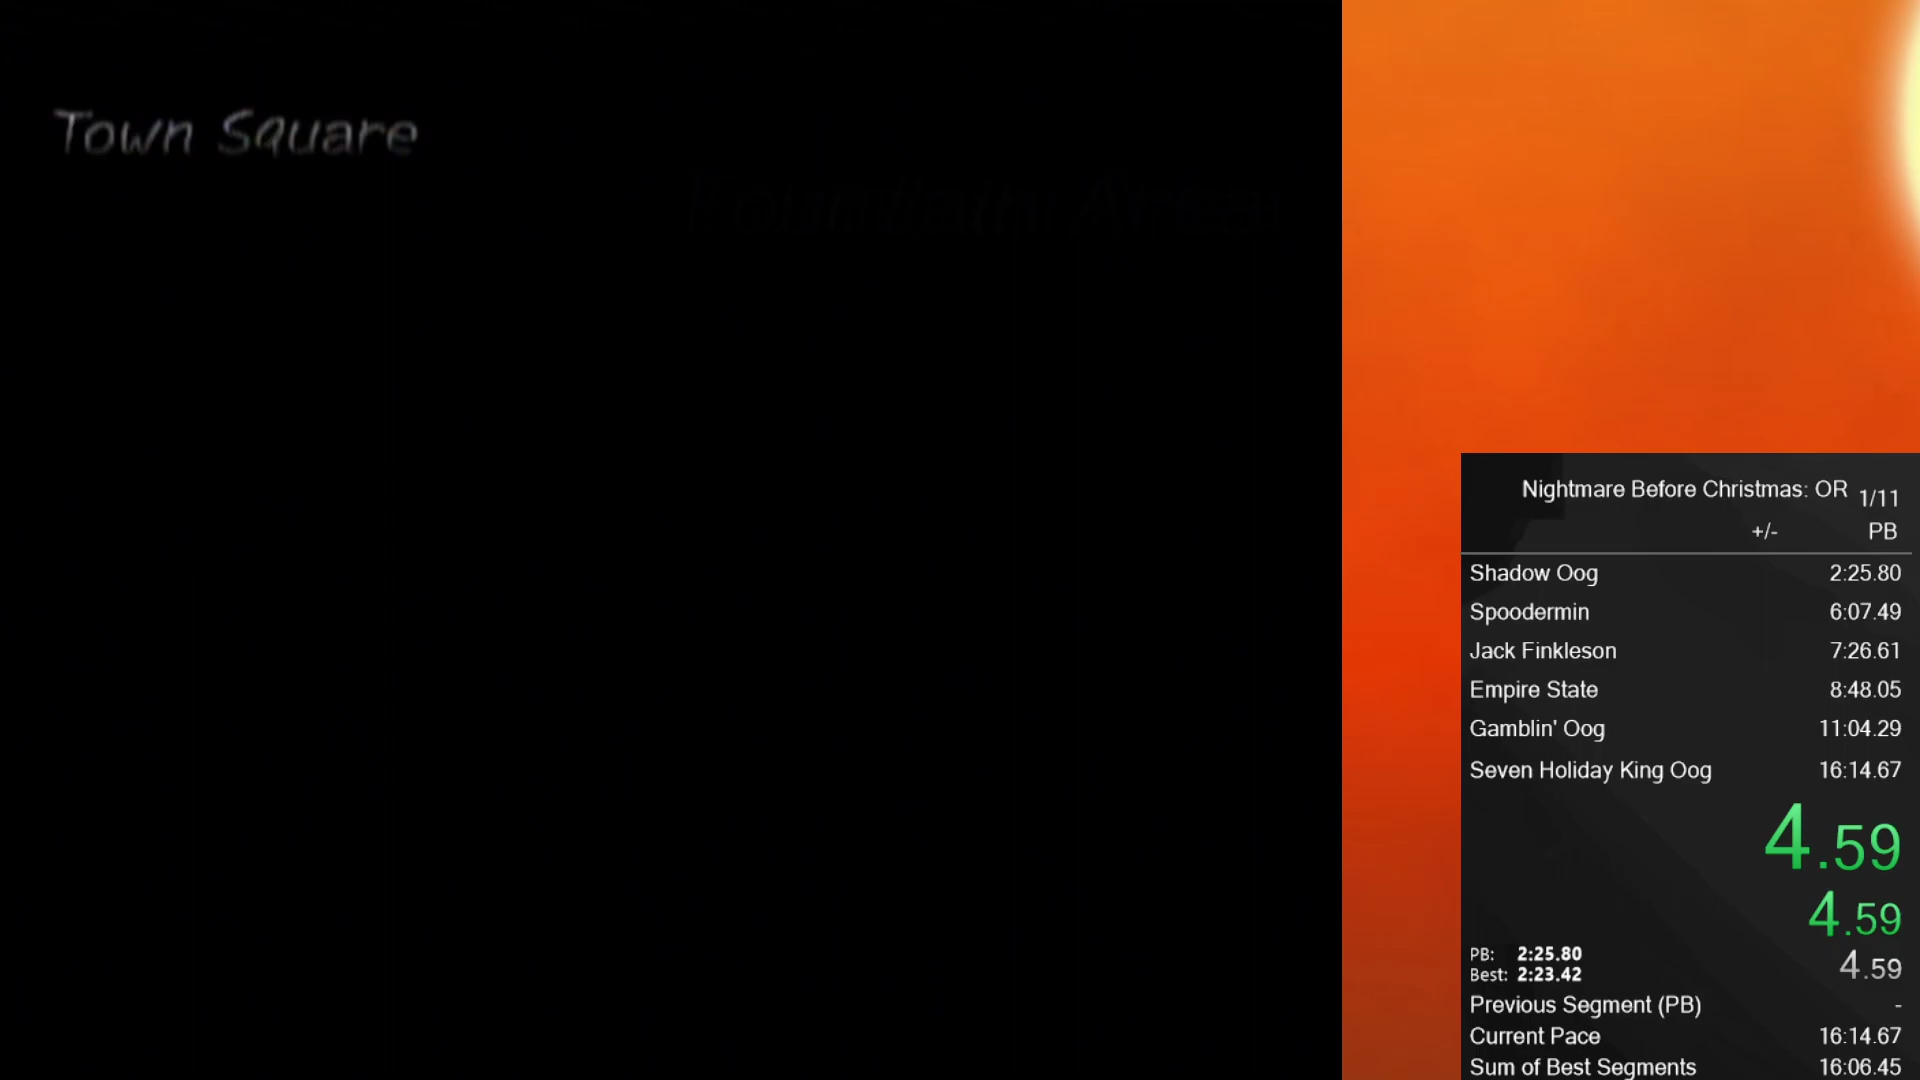 Town Square
Fountain Area
Nightmare Before Christmas: OR 1/11
+/- PB
Shadow Oog 2:25.80
Spoodermin 6:07.49
Jack Finkleson 7:26.61
Empire State 8:48.05
Gamblin' Oog 11:04.29
Seven Holiday King Oog 16:14.67
4.59
4.59
PB: 2:25.80
Best: 2:23.42 4.59
Previous Segment (PB) -
Current Pace 16:14.67
Sum of Best Segments 16:06.45